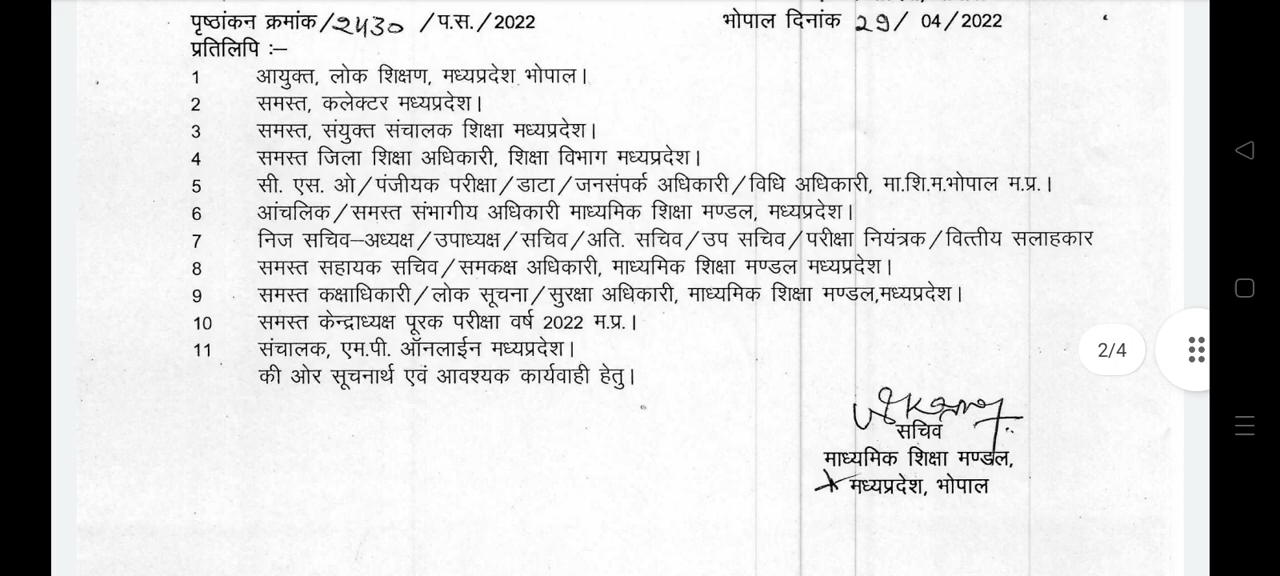 पृष्ठांकन क्रमांक/2430 /प.स./2022 भोपाल दिनांक 29/ 04/2022
प्रतिलिपि :–
1 आयुक्त, लोक शिक्षण, मध्यप्रदेश भोपाल।
2 समस्त, कलेक्टर मध्यप्रदेश।
3 समस्त, संयुक्त संचालक शिक्षा मध्यप्रदेश।
4 समस्त जिला शिक्षा अधिकारी, शिक्षा विभाग मध्यप्रदेश।
5 सी. एस. ओ/पंजीयक परीक्षा/डाटा/जनसंपर्क अधिकारी/विधि अधिकारी, मा.शि.म.भोपाल म.प्र.।
6 आंचलिक/समस्त संभागीय अधिकारी माध्यमिक शिक्षा मण्डल, मध्यप्रदेश।
7 निज सचिव–अध्यक्ष/उपाध्यक्ष/सचिव/अति. सचिव/उप सचिव/परीक्षा नियंत्रक/वित्तीय सलाहकार
8 समस्त सहायक सचिव/समकक्ष अधिकारी, माध्यमिक शिक्षा मण्डल मध्यप्रदेश।
9 समस्त कक्षाधिकारी/लोक सूचना/सुरक्षा अधिकारी, माध्यमिक शिक्षा मण्डल,मध्यप्रदेश।
10 समस्त केन्द्राध्यक्ष पूरक परीक्षा वर्ष 2022 म.प्र.।
11 संचालक, एम.पी. ऑनलाईन मध्यप्रदेश।
की ओर सूचनार्थ एवं आवश्यक कार्यवाही हेतु।
2/4
सचिव
माध्यमिक शिक्षा मण्डल,
मध्यप्रदेश, भोपाल